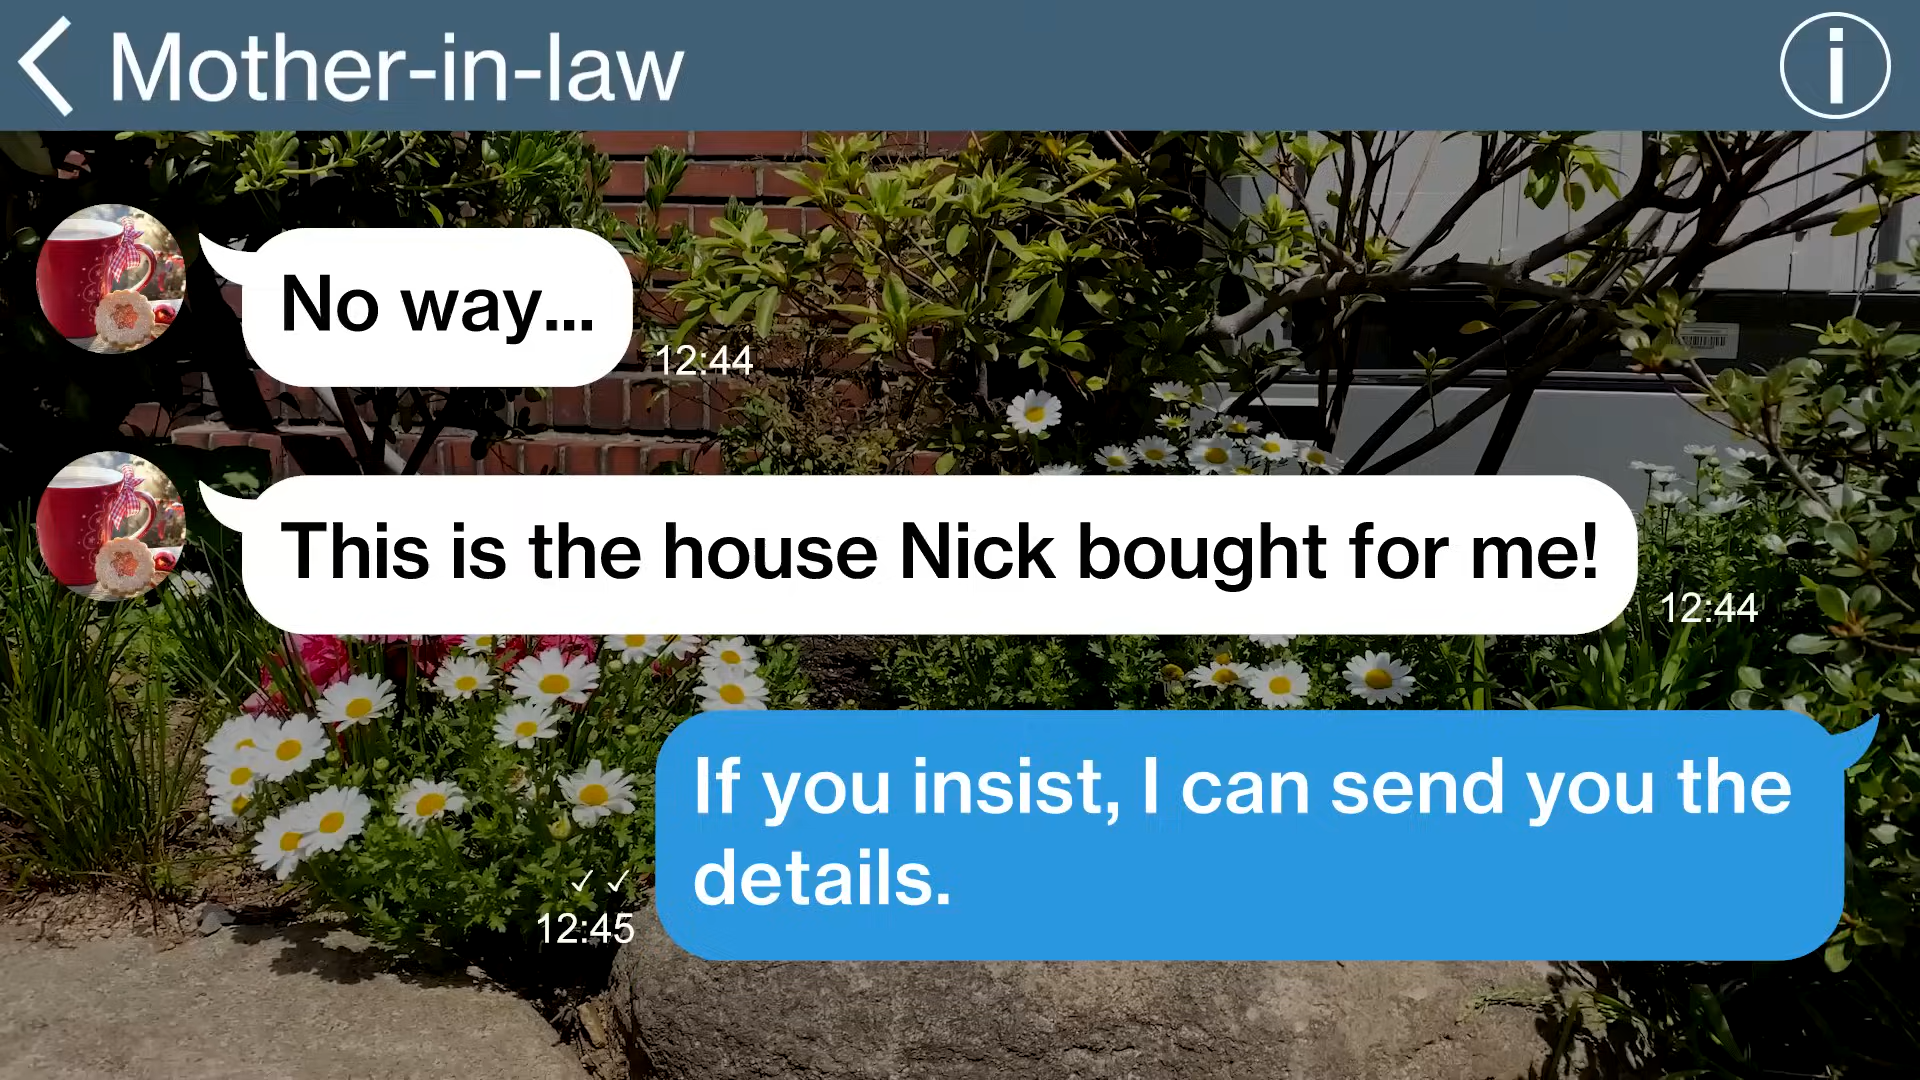 Mother-in-law
No way...
12:44
This is the house Nick bought for me!
12:44
If you insist, I can send you the
details.
12:45